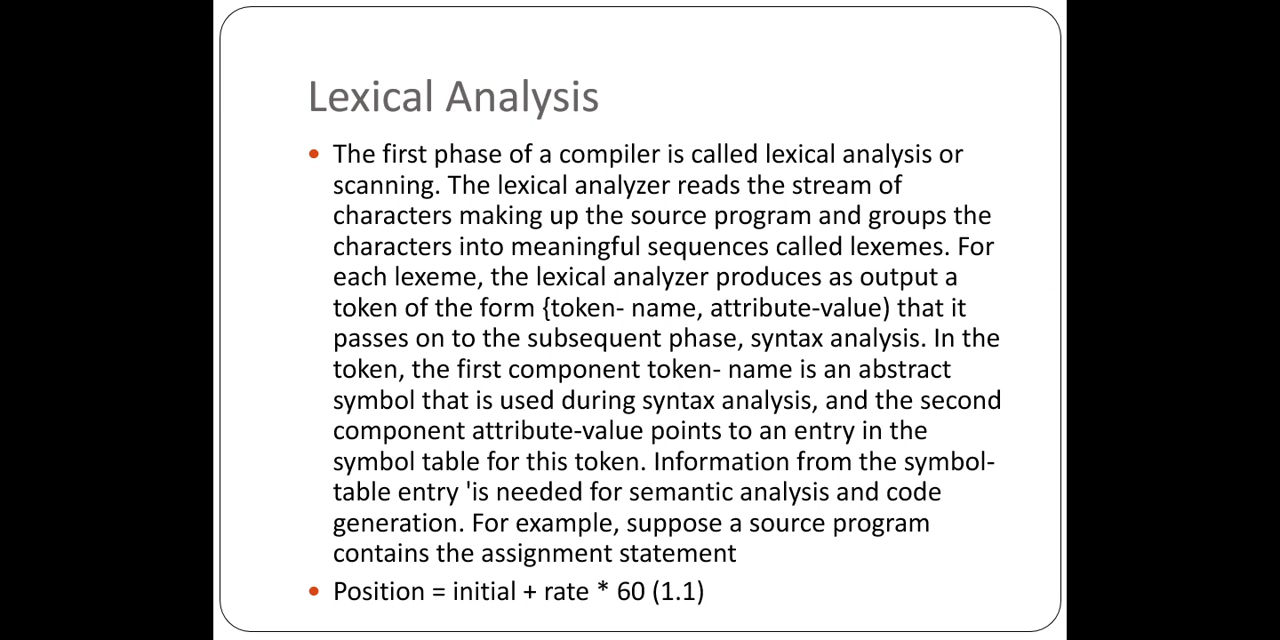 Lexical Analysis
• The first phase of a compiler is called lexical analysis or
scanning. The lexical analyzer reads the stream of
characters making up the source program and groups the
characters into meaningful sequences called lexemes. For
each lexeme, the lexical analyzer produces as output a
token of the form {token- name, attribute-value) that it
passes on to the subsequent phase, syntax analysis. In the
token, the first component token- name is an abstract
symbol that is used during syntax analysis, and the second
component attribute-value points to an entry in the
symbol table for this token. Information from the symbol-
table entry 'is needed for semantic analysis and code
generation. For example, suppose a source program
contains the assignment statement
• Position = initial + rate * 60 (1.1)